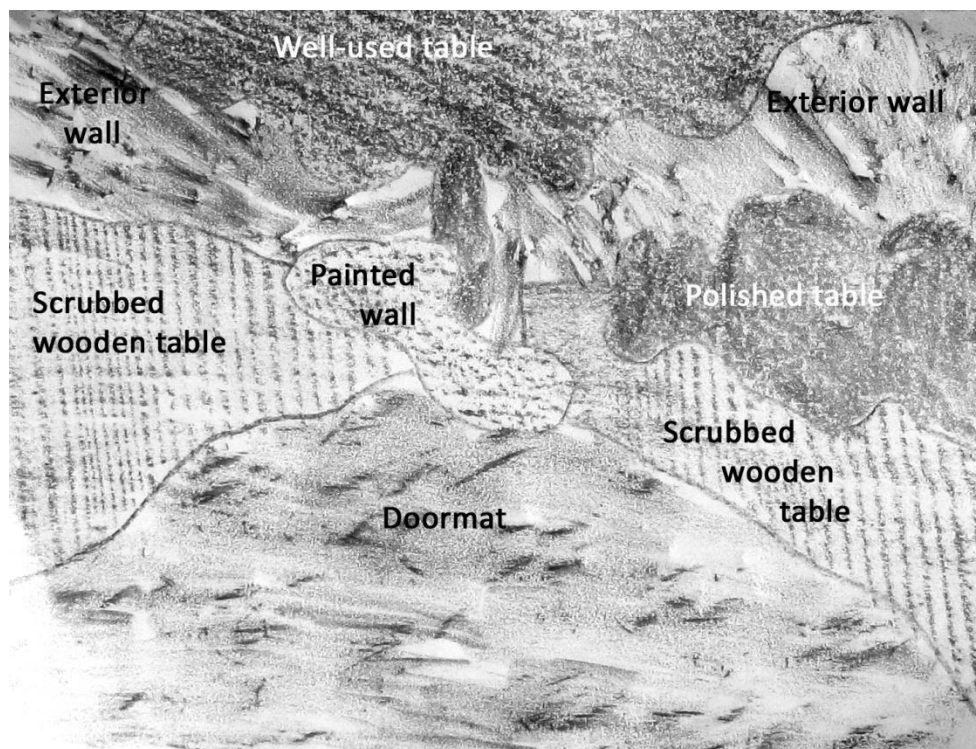 Well-used table
Exterior
wall
Exterior wall
Scrubbed
wooden table
Painted
wall
Polished table
Scrubbed
wooden
table
Doormat